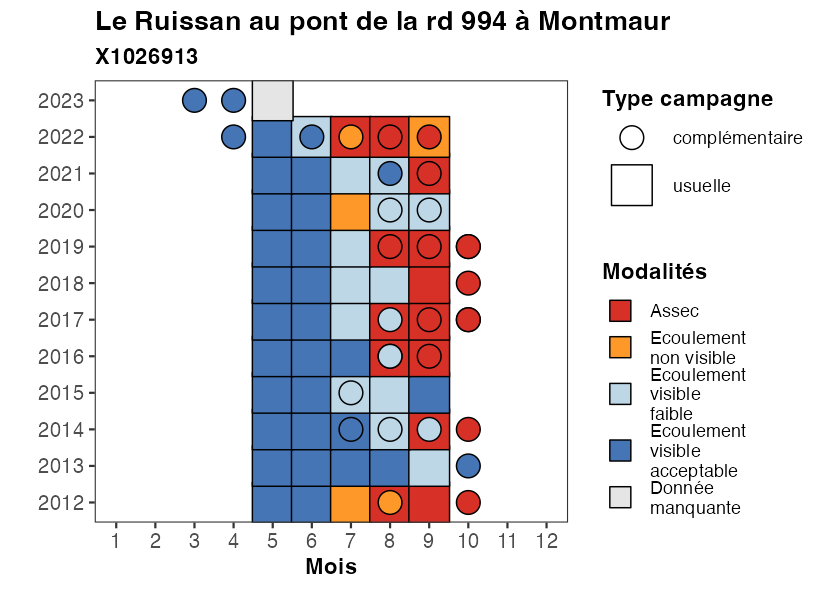 Le Ruissan au pont de la rd 994 à Montmaur
X1026913
2023
2022
2021
2020
2019
2018
2017
2016
2015
2014
2013
2012
1 2 3 4 5 6 7 8 9 10 11 12
Mois
Type campagne
complémentaire
usuelle
Modalités
Assec
Ecoulement
non visible
Ecoulement
visible
faible
Ecoulement
visible
acceptable
Donnée
manquante